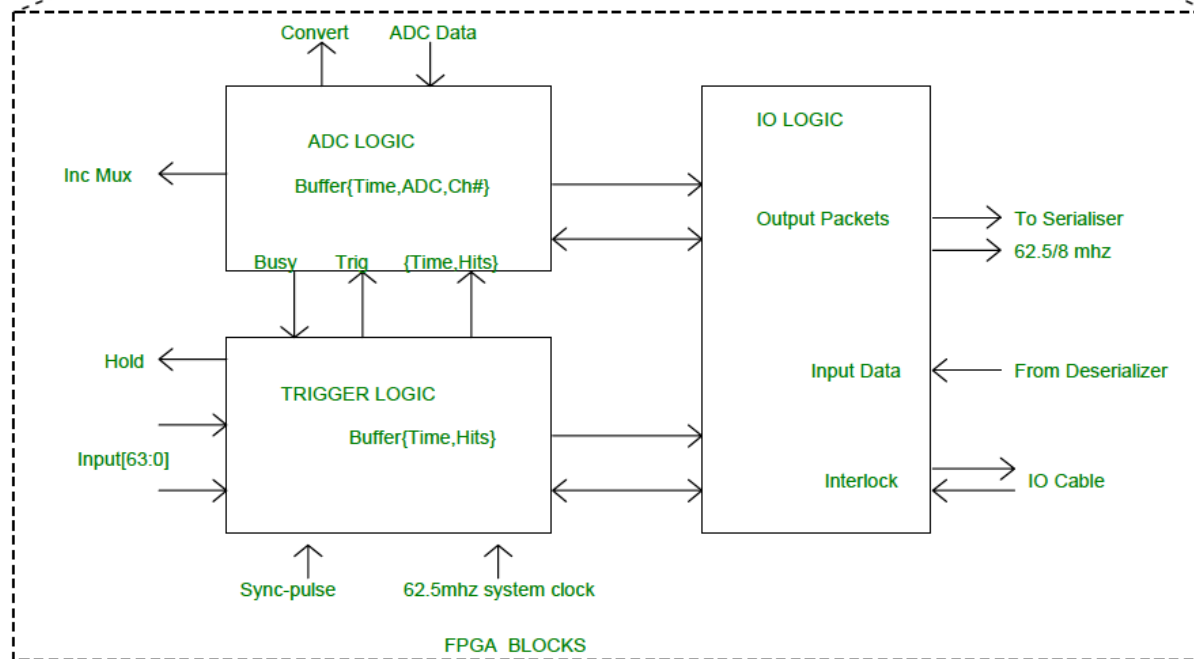 Convert
ADC Data
ADC LOGIC
IO LOGIC
Inc Mux
Buffer{Time,ADC,Ch#}
Output Packets
To Serialiser
62.5/8 mhz
Busy
Trig
{Time,Hits}
Hold
Input Data
From Deserializer
TRIGGER LOGIC
Buffer{Time,Hits}
Input[63:0]
Interlock
IO Cable
Sync-pulse
62.5mhz system clock
FPGA BLOCKS